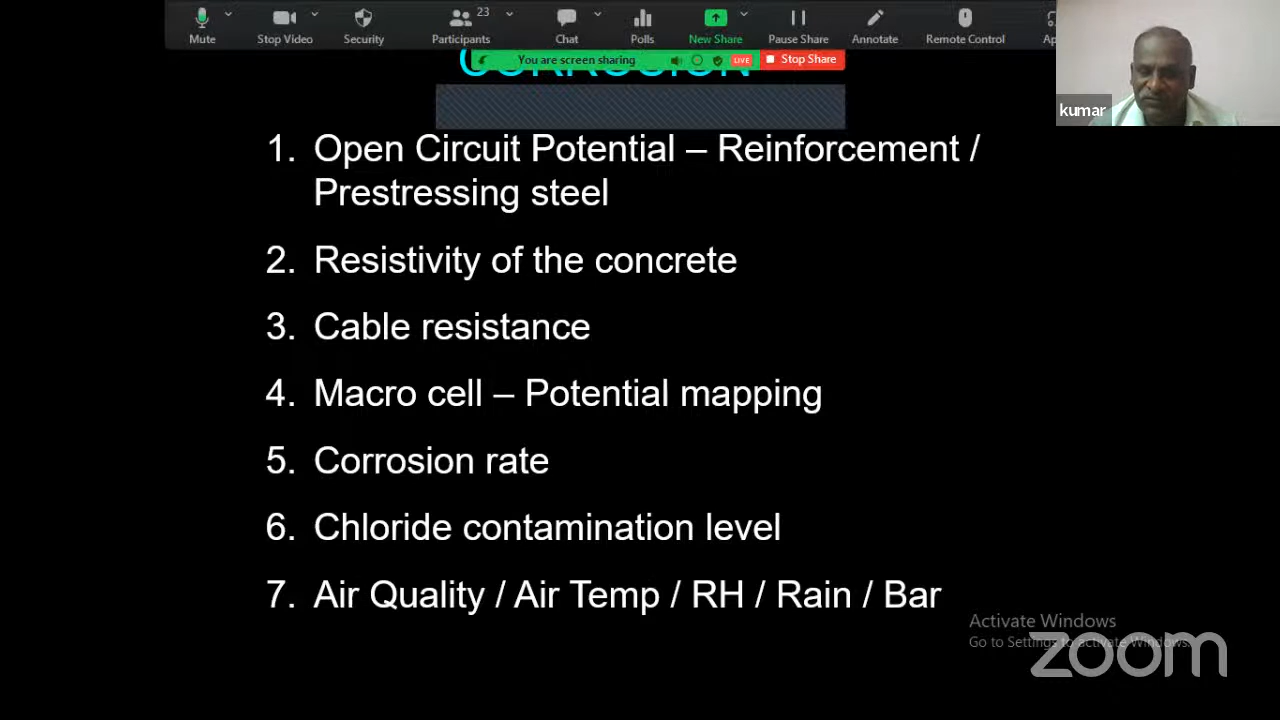 23
Mute
Stop Video
Security
Participants
Chat
Polls
New Share
Pause Share
Annotate
Remote Control
You are screen sharing
LIVE
Stop Share
kumar
CORROSION
1. Open Circuit Potential – Reinforcement /
Prestressing steel
2. Resistivity of the concrete
3. Cable resistance
4. Macro cell – Potential mapping
5. Corrosion rate
6. Chloride contamination level
7. Air Quality / Air Temp / RH / Rain / Bar
Activate Windows
Go to Settings to activate Windows.
zoom